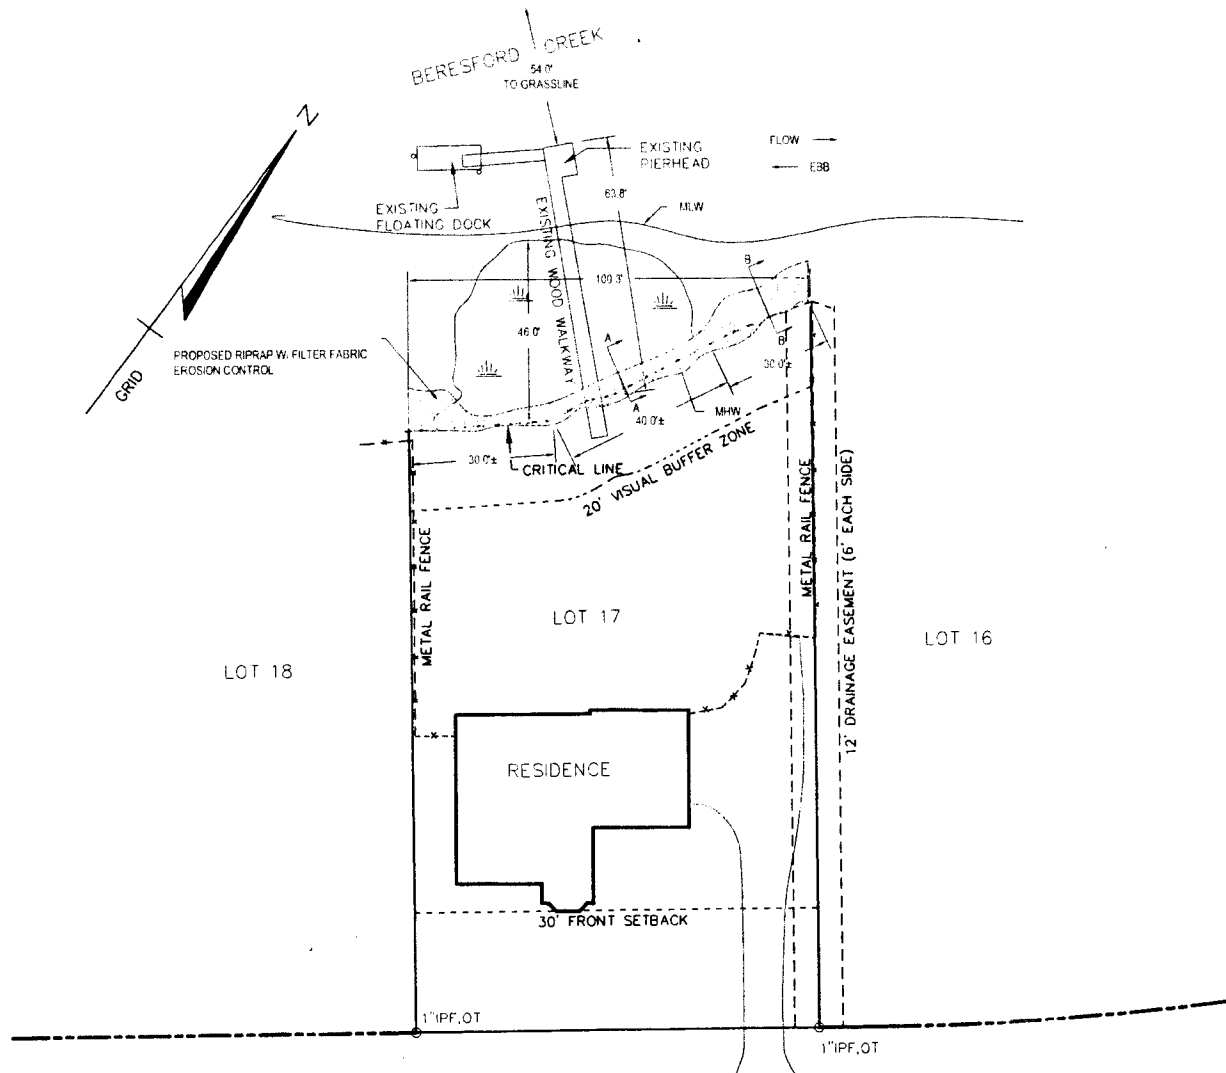 BERESFORD CREEK
54.0'
TO GRASSLINE
N
GRID
EXISTING
PIERHEAD
FLOW
EBB
63.8'
EXISTING
FLOATING DOCK
EXISTING WOOD WALKWAY
MLW
100.3'
46.0'
B
B
A
A
PROPOSED RIPRAP W/ FILTER FABRIC
EROSION CONTROL
30.0'±
40.0'±
MHW
30.0'±
CRITICAL LINE
20' VISUAL BUFFER ZONE
METAL RAIL FENCE
METAL RAIL FENCE
12' DRAINAGE EASEMENT (6' EACH SIDE)
LOT 17
LOT 16
LOT 18
RESIDENCE
30' FRONT SETBACK
1"IPF,OT
1"IPF,OT